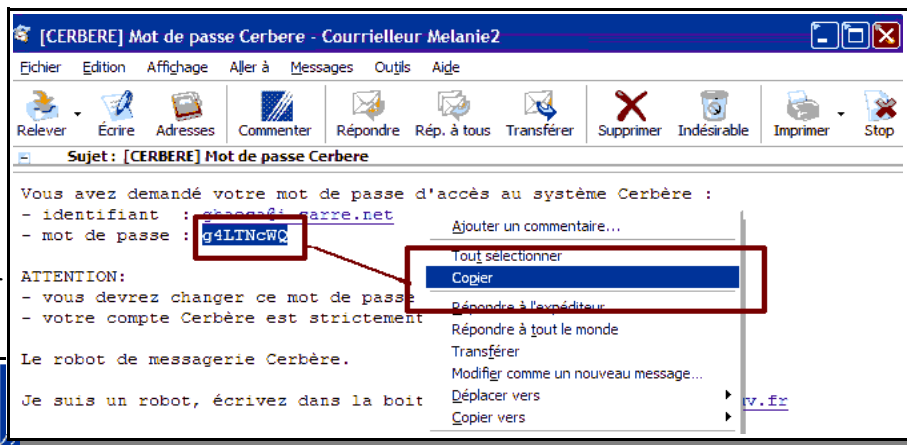 [CERBERE] Mot de passe Cerbere - Courrielleur Melanie2
Fichier Edition Affichage Aller à Messages Outils Aide
Relever Écrire Adresses Commenter Répondre Rép. à tous Transférer Supprimer Indésirable Imprimer Stop
Sujet : [CERBERE] Mot de passe Cerbere
Vous avez demandé votre mot de passe d'accès au système Cerbère :
- identifiant :
- mot de passe : g4LTNcWQ
ATTENTION:
- vous devrez changer ce mot de passe
- votre compte Cerbère est strictement
Le robot de messagerie Cerbère.
Je suis un robot, écrivez dans la boit v.fr
Ajouter un commentaire...
Tout selectionner
Copier
Répondre à l'expéditeur
Répondre à tout le monde
Transférer
Modifier comme un nouveau message...
Déplacer vers
Copier vers